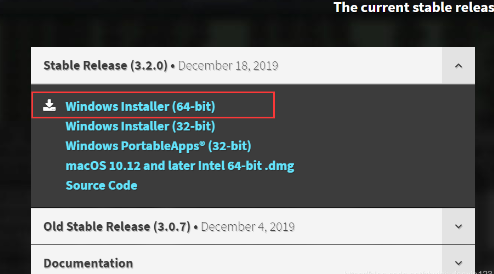 The current stable releas
Stable Release (3.2.0) • December 18, 2019
Windows Installer (64-bit)
Windows Installer (32-bit)
Windows PortableApps® (32-bit)
macOS 10.12 and later Intel 64-bit .dmg
Source Code
Old Stable Release (3.0.7) • December 4, 2019
Documentation